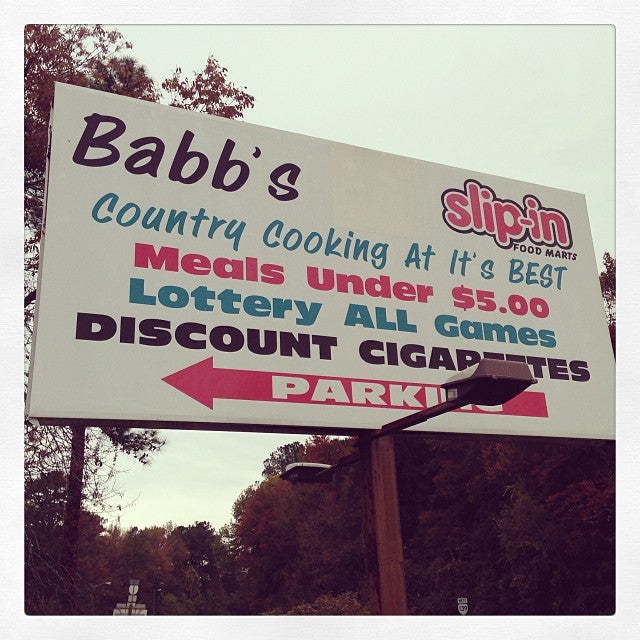 Babb's
slip-in
FOOD MARTS
Country Cooking At It's BEST
Meals Under $5.00
Lottery ALL Games
DISCOUNT CIGARETTES
PARKING